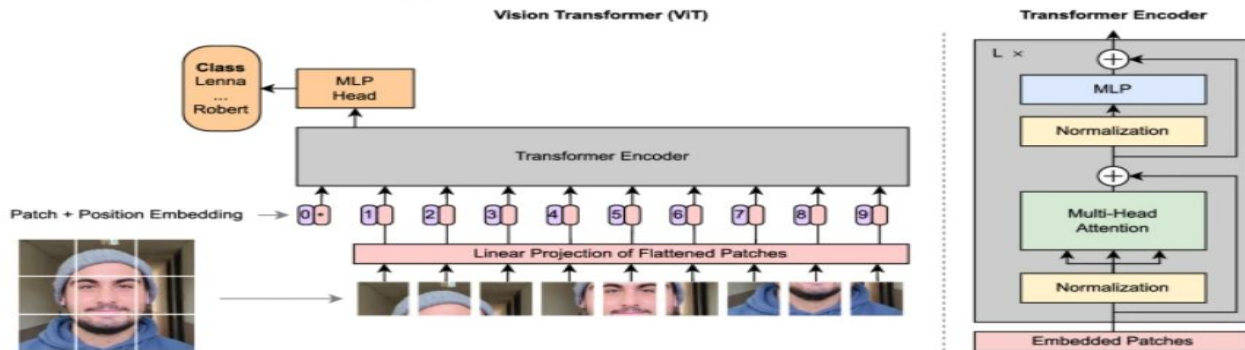 Vision Transformer (ViT)
Class
Lenna
...
Robert
MLP
Head
Transformer Encoder
Patch + Position Embedding
0 * 1 2 3 4 5 6 7 8 9
Linear Projection of Flattened Patches
Transformer Encoder
L ×
+
MLP
Normalization
+
Multi-Head
Attention
Normalization
Embedded Patches